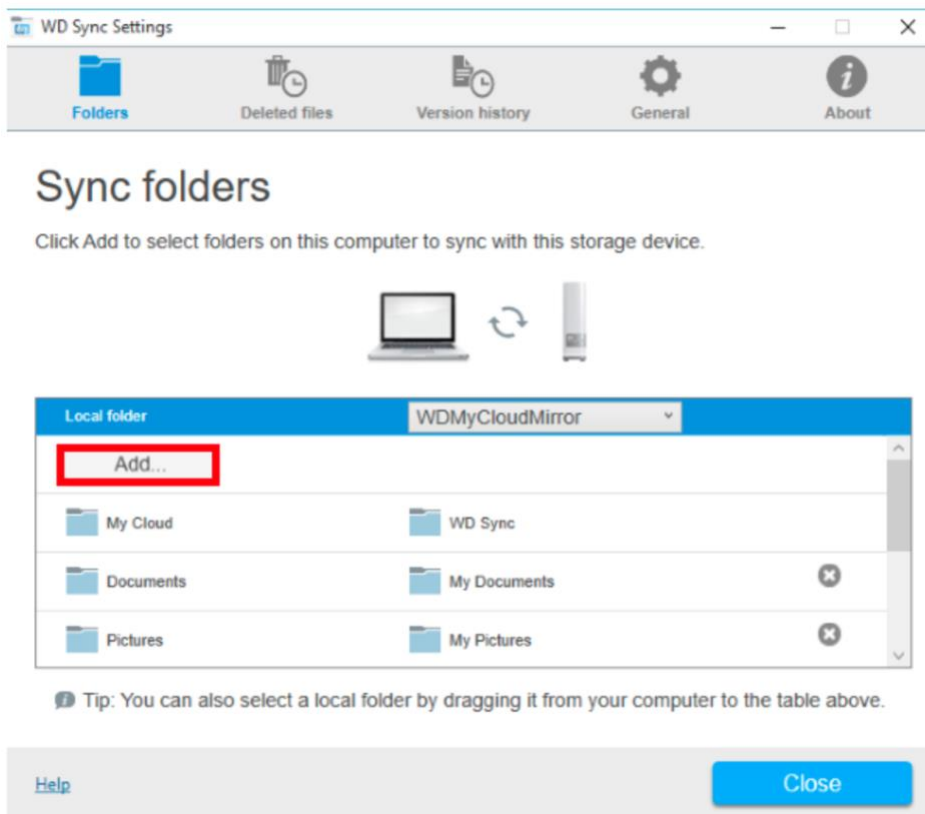 WD Sync Settings
Folders
Deleted files
Version history
General
About
Sync folders
Click Add to select folders on this computer to sync with this storage device.
Local folder
WDMyCloudMirror
Add...
My Cloud
WD Sync
Documents
My Documents
Pictures
My Pictures
Tip: You can also select a local folder by dragging it from your computer to the table above.
Help
Close